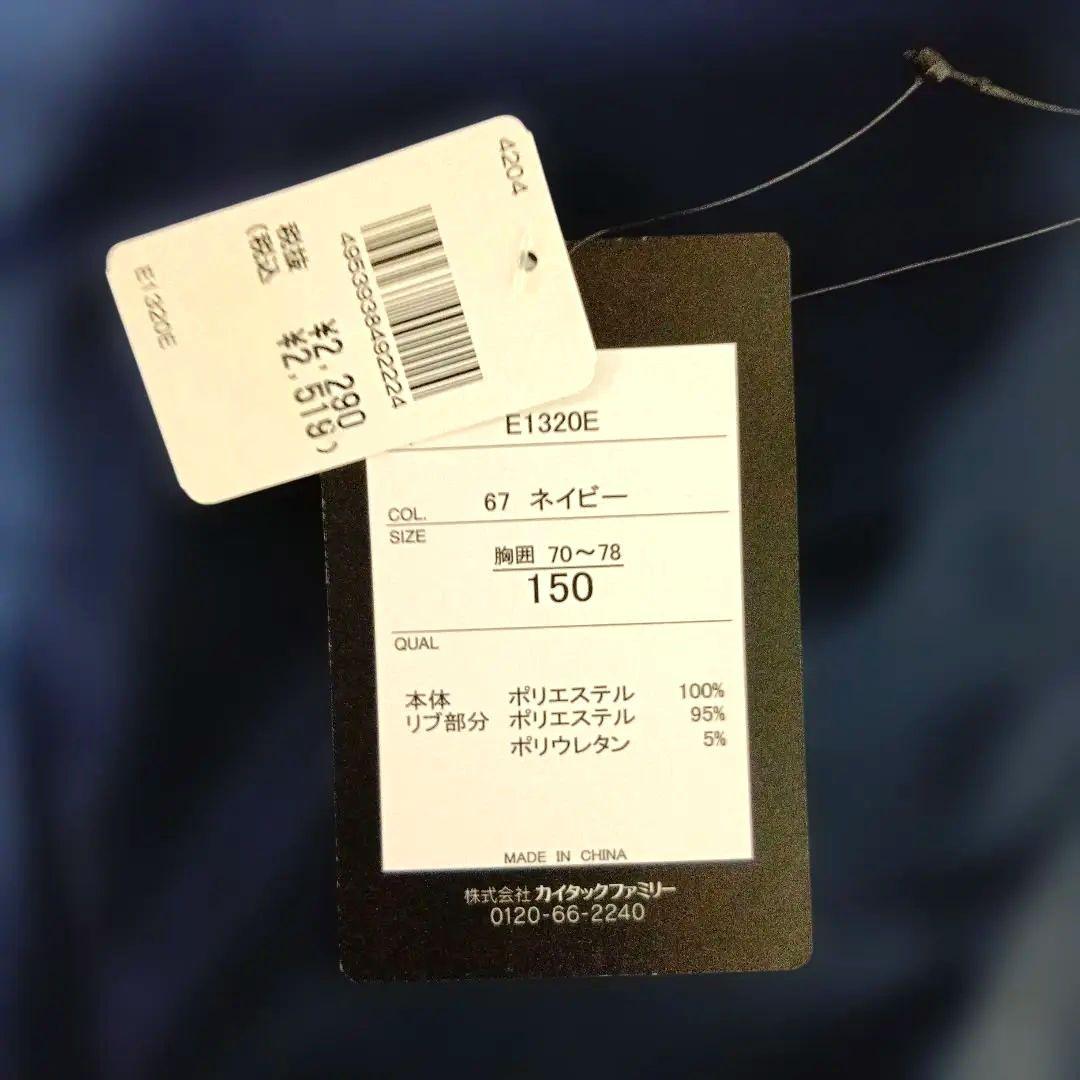 4204
4953938492224
税抜 ¥2,290
(税込 ¥2,519)
E1320E
E1320E
COL. 67 ネイビー
SIZE
胸囲 70～78
150
QUAL
本体 ポリエステル 100%
リブ部分 ポリエステル 95%
ポリウレタン 5%
MADE IN CHINA
株式会社 カイタックファミリー
0120-66-2240